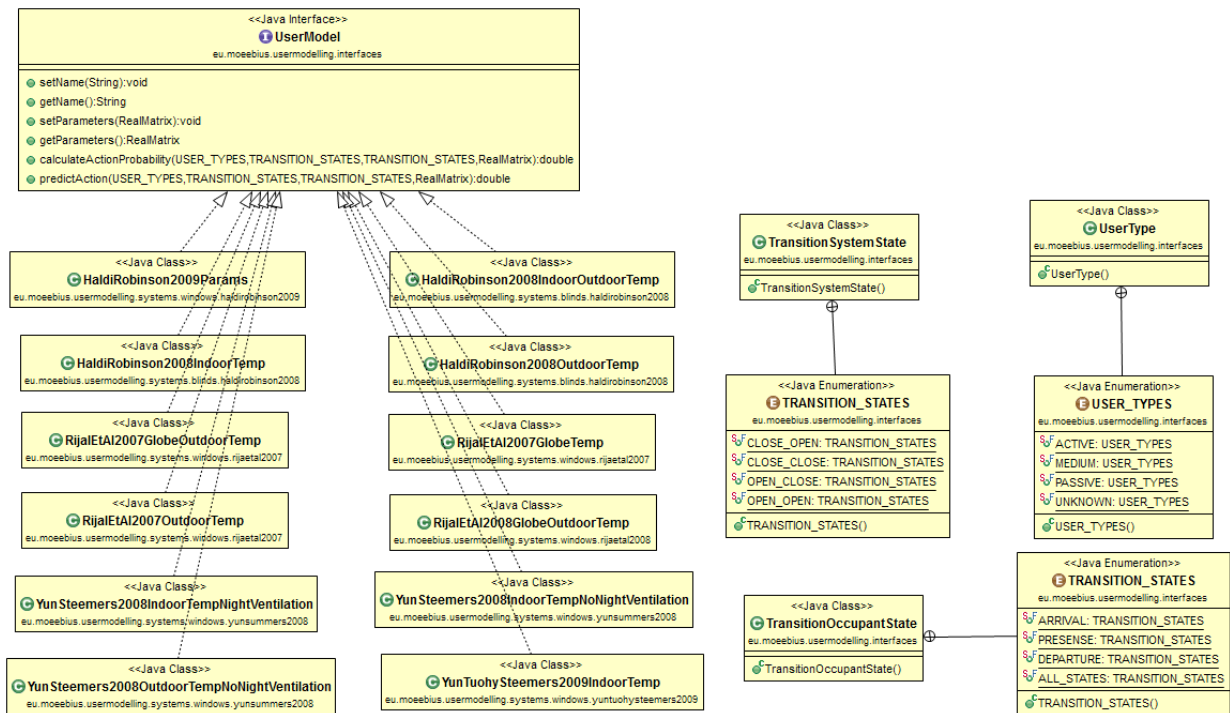 <<Java Interface>>
UserModel
eu.moeebius.usermodelling.interfaces
setName(String):void
getName():String
setParameters(RealMatrix):void
getParameters():RealMatrix
calculateActionProbability(USER_TYPES,TRANSITION_STATES,TRANSITION_STATES,RealMatrix):double
predictAction(USER_TYPES,TRANSITION_STATES,TRANSITION_STATES,RealMatrix):double
<<Java Class>>
HaldiRobinson2009Params
eu.moeebius.usermodelling.systems.windows.haldirobinson2009
<<Java Class>>
HaldiRobinson2008IndoorOutdoorTemp
eu.moeebius.usermodelling.systems.blinds.haldirobinson2008
<<Java Class>>
HaldiRobinson2008IndoorTemp
eu.moeebius.usermodelling.systems.blinds.haldirobinson2008
<<Java Class>>
HaldiRobinson2008OutdoorTemp
eu.moeebius.usermodelling.systems.blinds.haldirobinson2008
<<Java Class>>
RijalEtAl2007GlobeOutdoorTemp
eu.moeebius.usermodelling.systems.windows.rijaetal2007
<<Java Class>>
RijalEtAl2007GlobeTemp
eu.moeebius.usermodelling.systems.windows.rijaetal2007
<<Java Class>>
RijalEtAl2007OutdoorTemp
eu.moeebius.usermodelling.systems.windows.rijaetal2007
<<Java Class>>
RijalEtAl2008GlobeOutdoorTemp
eu.moeebius.usermodelling.systems.windows.rijaetal2008
<<Java Class>>
YunSteemers2008IndoorTempNightVentilation
eu.moeebius.usermodelling.systems.windows.yunsummers2008
<<Java Class>>
YunSteemers2008IndoorTempNoNightVentilation
eu.moeebius.usermodelling.systems.windows.yunsummers2008
<<Java Class>>
YunSteemers2008OutdoorTempNoNightVentilation
eu.moeebius.usermodelling.systems.windows.yunsummers2008
<<Java Class>>
YunTuohySteemers2009IndoorTemp
eu.moeebius.usermodelling.systems.windows.yuntuohysteemers2009
<<Java Class>>
TransitionSystemState
eu.moeebius.usermodelling.interfaces
TransitionSystemState()
<<Java Class>>
UserType
eu.moeebius.usermodelling.interfaces
UserType()
<<Java Enumeration>>
TRANSITION_STATES
eu.moeebius.usermodelling.interfaces
CLOSE_OPEN: TRANSITION_STATES
CLOSE_CLOSE: TRANSITION_STATES
OPEN_CLOSE: TRANSITION_STATES
OPEN_OPEN: TRANSITION_STATES
TRANSITION_STATES()
<<Java Enumeration>>
USER_TYPES
eu.moeebius.usermodelling.interfaces
ACTIVE: USER_TYPES
MEDIUM: USER_TYPES
PASSIVE: USER_TYPES
UNKNOWN: USER_TYPES
USER_TYPES()
<<Java Class>>
TransitionOccupantState
eu.moeebius.usermodelling.interfaces
TransitionOccupantState()
<<Java Enumeration>>
TRANSITION_STATES
eu.moeebius.usermodelling.interfaces
ARRIVAL: TRANSITION_STATES
PRESENSE: TRANSITION_STATES
DEPARTURE: TRANSITION_STATES
ALL_STATES: TRANSITION_STATES
TRANSITION_STATES()